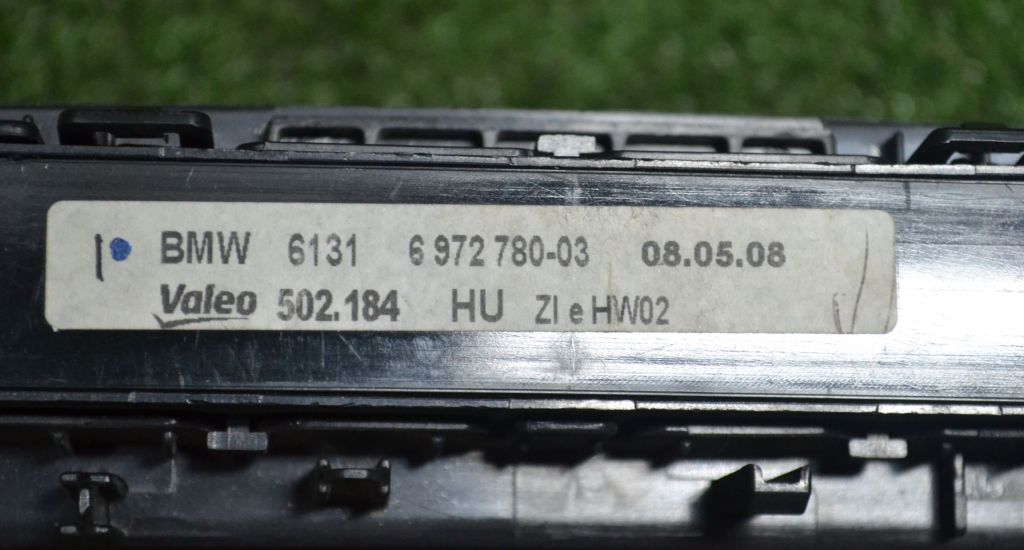 BMW 6131 6 972 780-03 08.05.08
Valeo 502.184 HU ZI e HW02